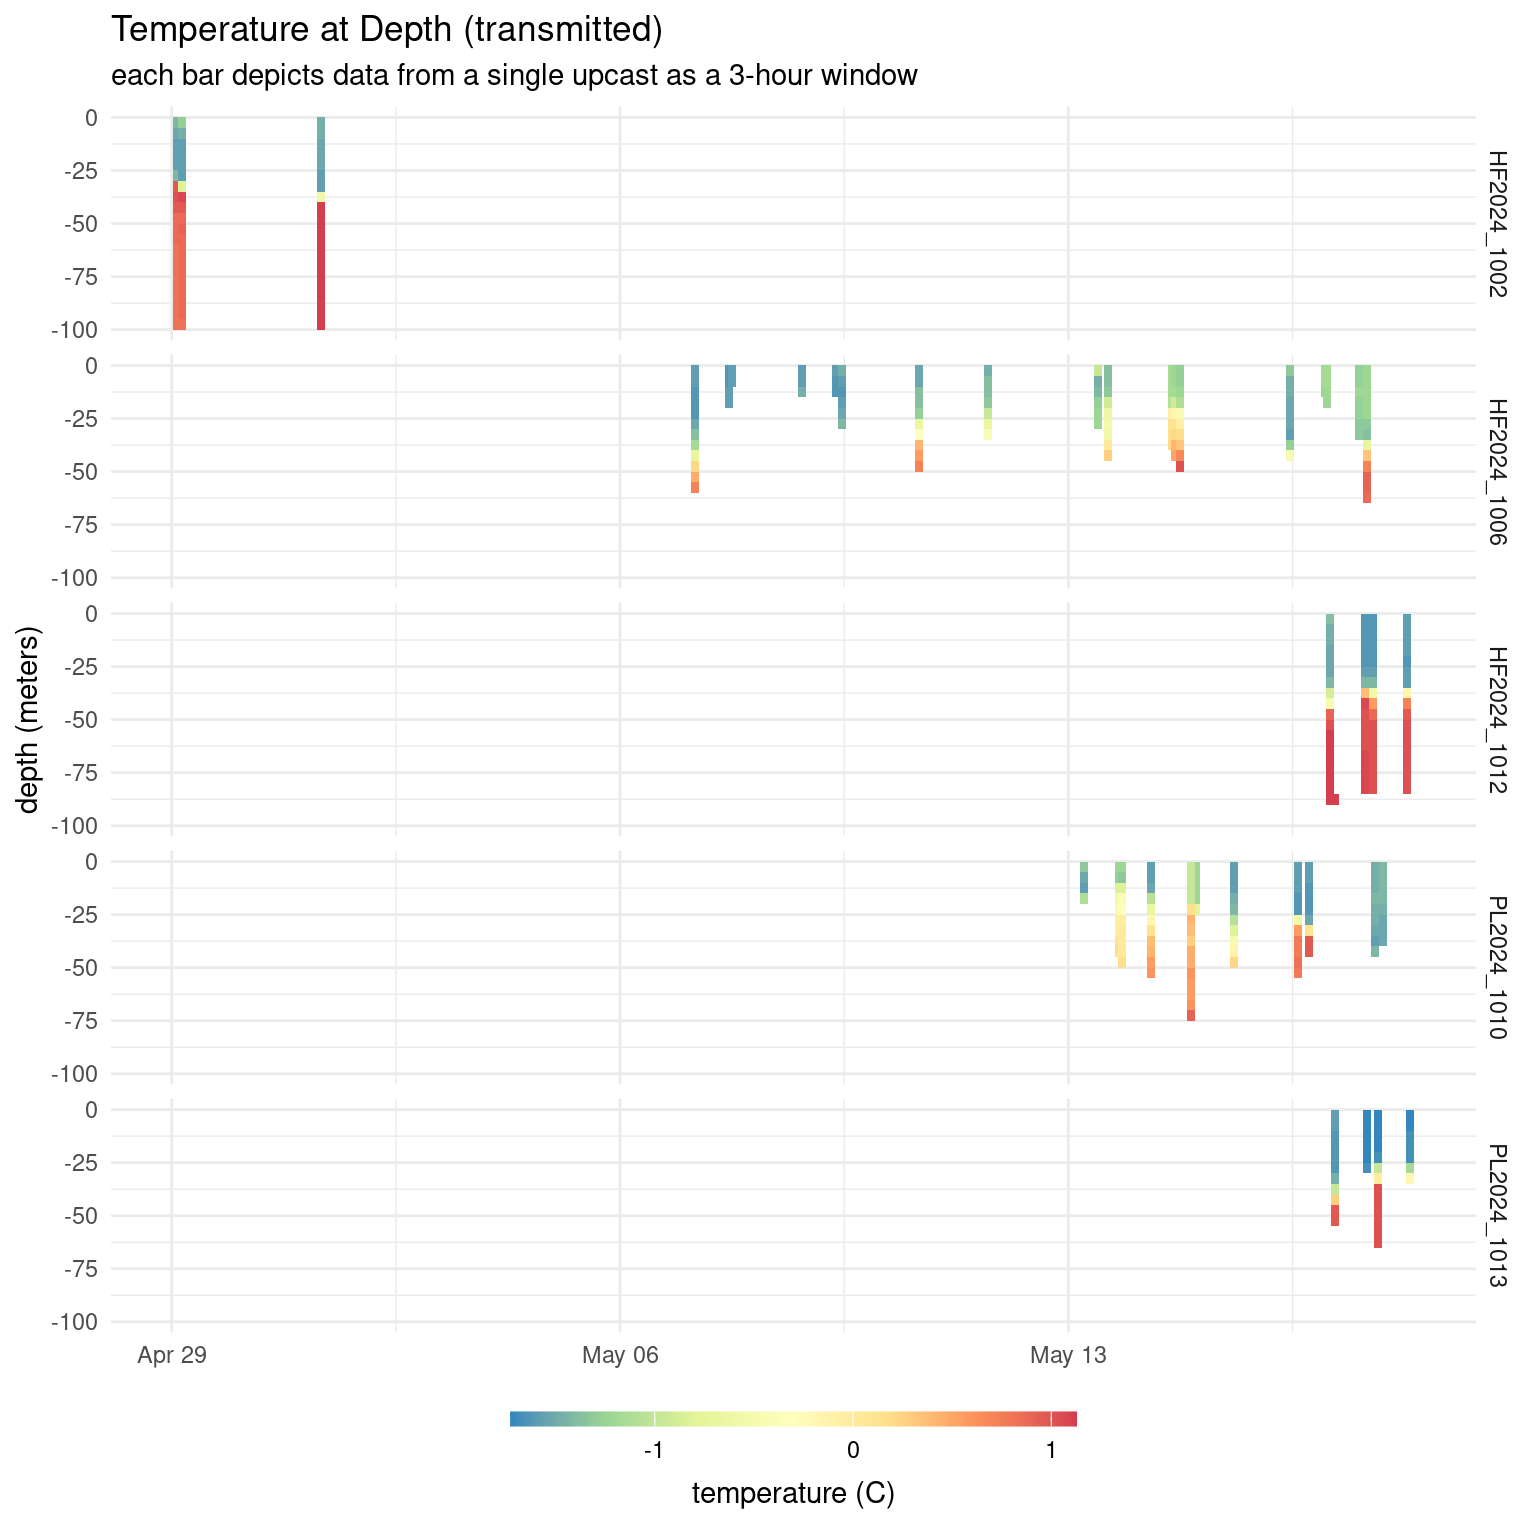 Temperature at Depth (transmitted)
each bar depicts data from a single upcast as a 3-hour window
0
-25
-50
-75
-100
HF2024_1002
0
-25
-50
-75
-100
HF2024_1006
0
-25
-50
-75
-100
HF2024_1012
0
-25
-50
-75
-100
PL2024_1010
0
-25
-50
-75
-100
PL2024_1013
depth (meters)
Apr 29 May 06 May 13
-1 0 1
temperature (C)